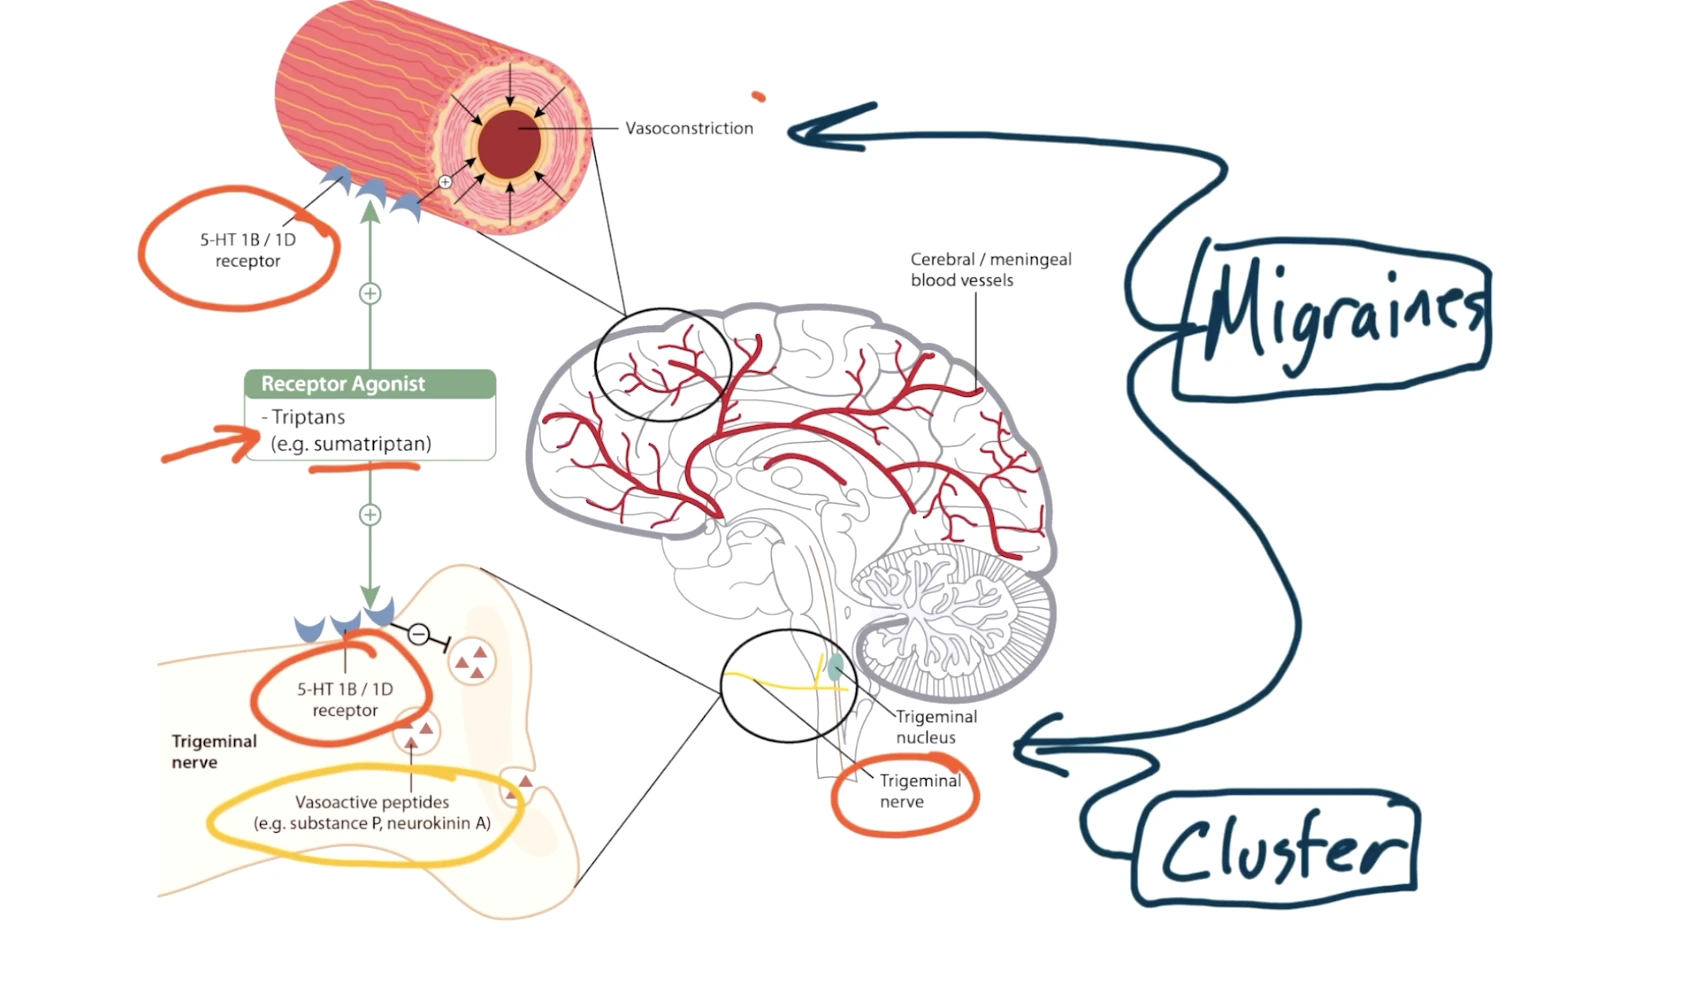 Vasoconstriction
5-HT 1B / 1D
receptor
Cerebral / meningeal
blood vessels
Migraines
Receptor Agonist
- Triptans
(e.g. sumatriptan)
5-HT 1B / 1D
receptor
Trigeminal
nerve
Vasoactive peptides
(e.g. substance P, neurokinin A)
Trigeminal
nucleus
Trigeminal
nerve
Cluster